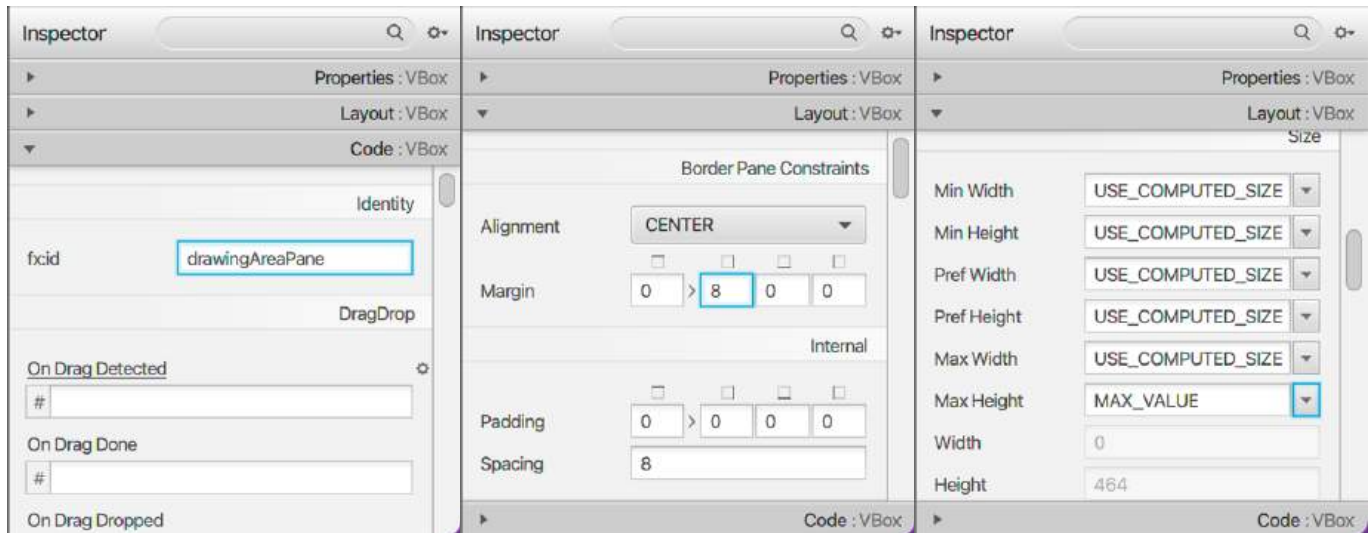 Inspector
Properties : VBox
Layout : VBox
Code : VBox
Identity
fx:id drawingAreaPane
DragDrop
On Drag Detected
#
On Drag Done
#
On Drag Dropped
Inspector
Properties : VBox
Layout : VBox
Border Pane Constraints
Alignment CENTER
Margin 0 > 8 0 0
Internal
Padding 0 > 0 0 0
Spacing 8
Code : VBox
Inspector
Properties : VBox
Layout : VBox
Size
Min Width USE_COMPUTED_SIZE
Min Height USE_COMPUTED_SIZE
Pref Width USE_COMPUTED_SIZE
Pref Height USE_COMPUTED_SIZE
Max Width USE_COMPUTED_SIZE
Max Height MAX_VALUE
Width 0
Height 464
Code : VBox